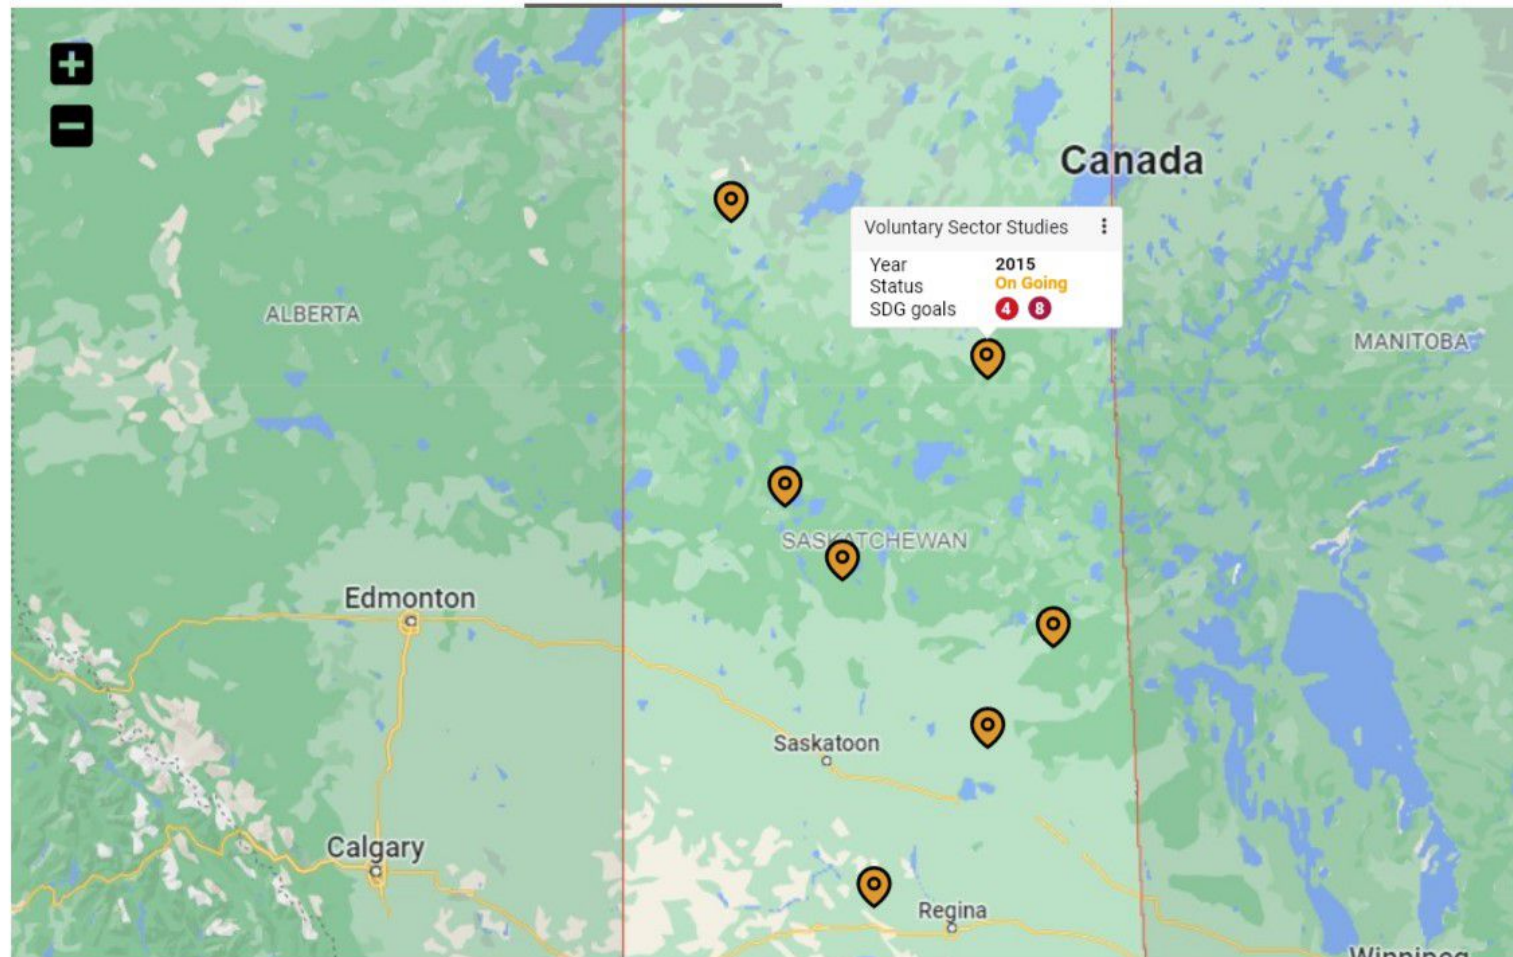 Canada
Voluntary Sector Studies
Year 2015
Status On Going
SDG goals 4 8
ALBERTA
MANITOBA
SASKATCHEWAN
Edmonton
Saskatoon
Calgary
Regina
Winnipeg